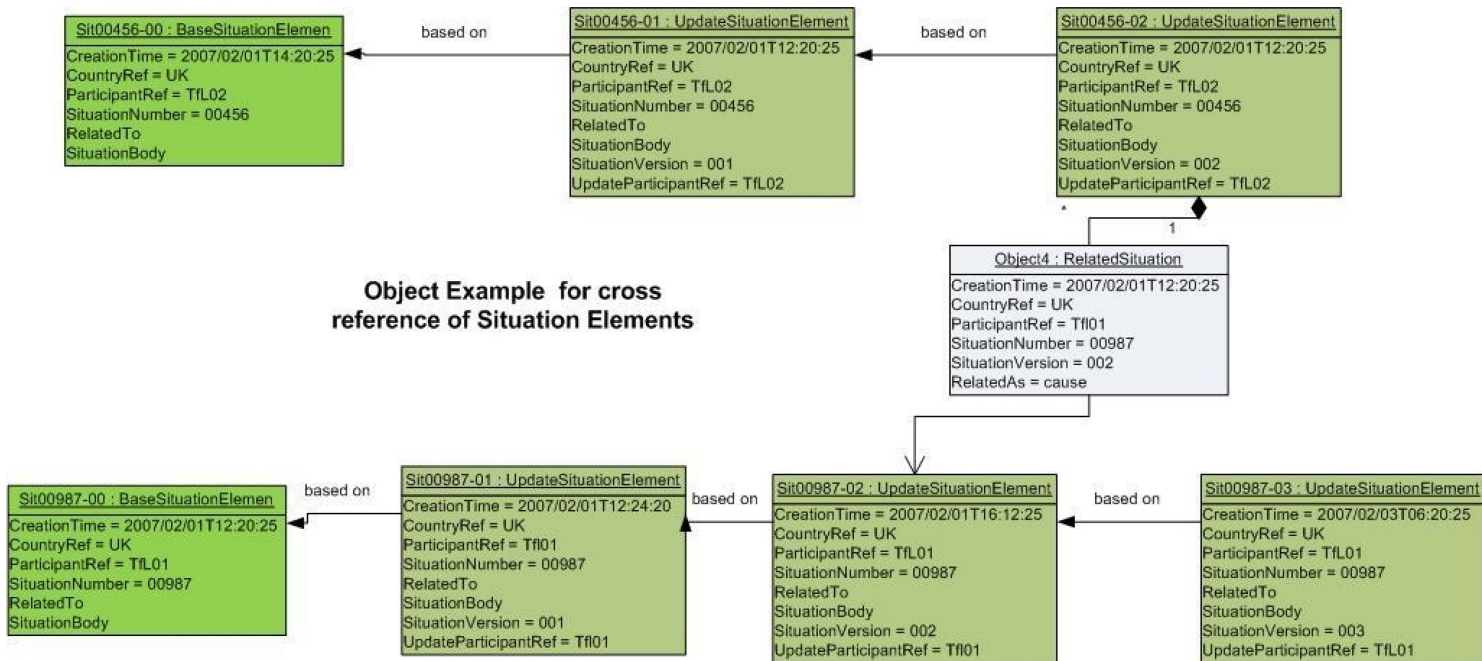 Sit00456-00 : BaseSituationElemen
CreationTime = 2007/02/01T14:20:25
CountryRef = UK
ParticipantRef = TfL02
SituationNumber = 00456
RelatedTo
SituationBody
based on
Sit00456-01 : UpdateSituationElement
CreationTime = 2007/02/01T12:20:25
CountryRef = UK
ParticipantRef = TfL02
SituationNumber = 00456
RelatedTo
SituationBody
SituationVersion = 001
UpdateParticipantRef = TfL02
based on
Sit00456-02 : UpdateSituationElement
CreationTime = 2007/02/01T12:20:25
CountryRef = UK
ParticipantRef = TfL02
SituationNumber = 00456
RelatedTo
SituationBody
SituationVersion = 002
UpdateParticipantRef = TfL02
*
1
Object4 : RelatedSituation
CreationTime = 2007/02/01T12:20:25
CountryRef = UK
ParticipantRef = Tfl01
SituationNumber = 00987
SituationVersion = 002
RelatedAs = cause
Object Example for cross
reference of Situation Elements
Sit00987-00 : BaseSituationElemen
CreationTime = 2007/02/01T12:20:25
CountryRef = UK
ParticipantRef = TfL01
SituationNumber = 00987
RelatedTo
SituationBody
based on
Sit00987-01 : UpdateSituationElement
CreationTime = 2007/02/01T12:24:20
CountryRef = UK
ParticipantRef = Tfl01
SituationNumber = 00987
RelatedTo
SituationBody
SituationVersion = 001
UpdateParticipantRef = Tfl01
based on
Sit00987-02 : UpdateSituationElement
CreationTime = 2007/02/01T16:12:25
CountryRef = UK
ParticipantRef = TfL01
SituationNumber = 00987
RelatedTo
SituationBody
SituationVersion = 002
UpdateParticipantRef = Tfl01
based on
Sit00987-03 : UpdateSituationElement
CreationTime = 2007/02/03T06:20:25
CountryRef = UK
ParticipantRef = TfL01
SituationNumber = 00987
RelatedTo
SituationBody
SituationVersion = 003
UpdateParticipantRef = TfL01